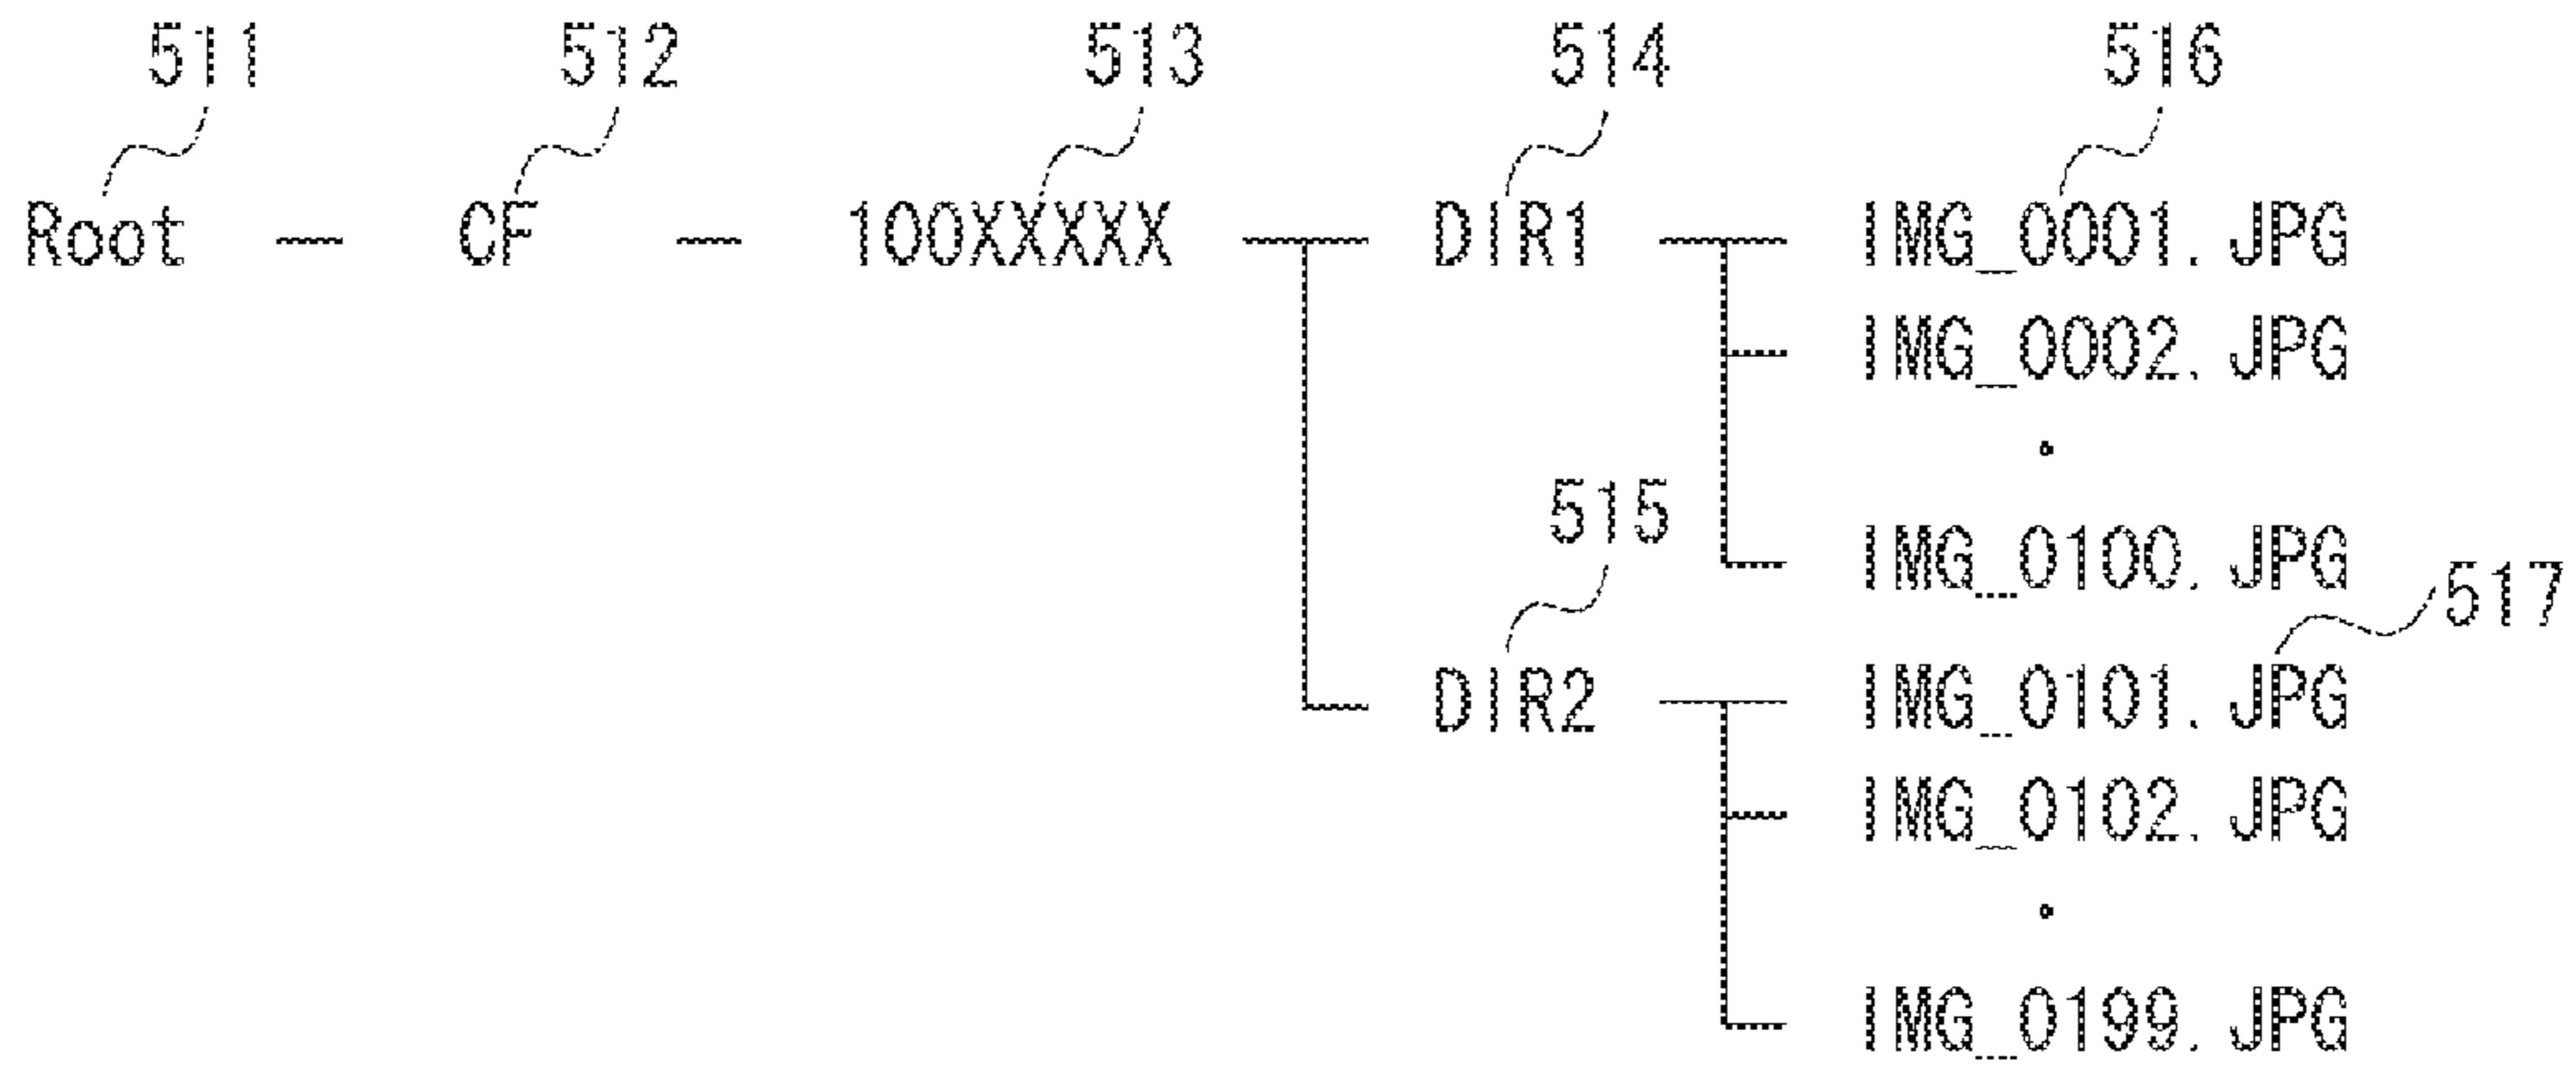 511 512 513 514 516
Root — CF — 100XXXXX DIR1 IMG_0001.JPG
IMG_0002.JPG
515
IMG_0100.JPG
517
DIR2 IMG_0101.JPG
IMG_0102.JPG
IMG_0199.JPG